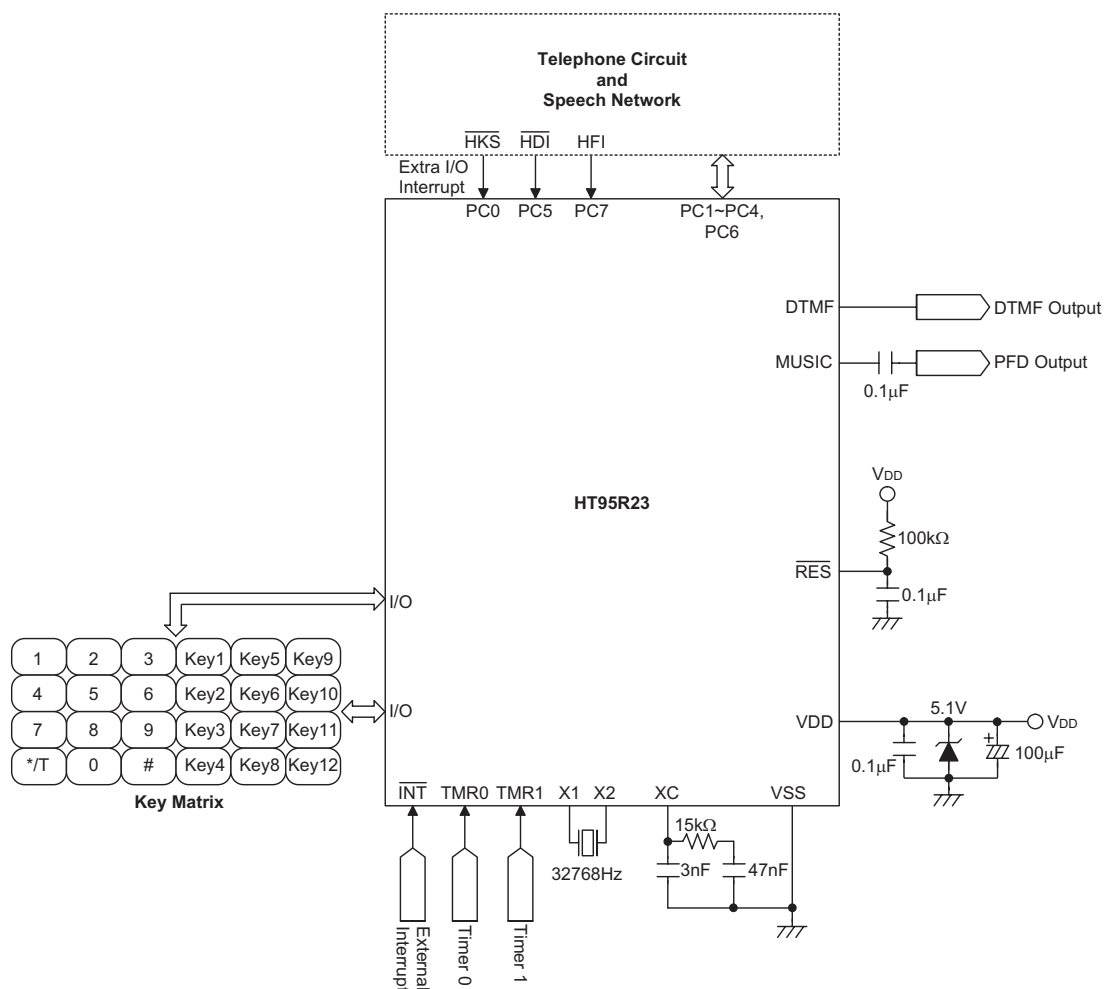 Telephone Circuit
and
Speech Network
HKS HDI HFI
Extra I/O
Interrupt
PC0 PC5 PC7 PC1~PC4,
PC6
DTMF DTMF Output
MUSIC PFD Output
0.1μF
VDD
HT95R23
100kΩ
RES
0.1μF
I/O
1 2 3 Key1 Key5 Key9
4 5 6 Key2 Key6 Key10
I/O
7 8 9 Key3 Key7 Key11
*/T 0 # Key4 Key8 Key12
Key Matrix
5.1V
VDD VDD
0.1μF + 100μF
INT TMR0 TMR1 X1 X2 XC VSS
15kΩ
32768Hz 3nF 47nF
External
Interrupt
Timer 0
Timer 1